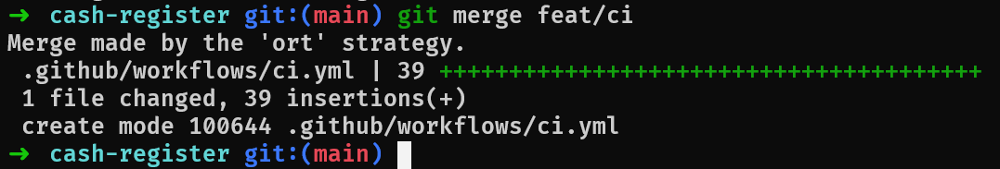 ➜ cash-register git:(main) git merge feat/ci
Merge made by the 'ort' strategy.
 .github/workflows/ci.yml | 39 +++++++++++++++++++++++++++++++++++++++
 1 file changed, 39 insertions(+)
 create mode 100644 .github/workflows/ci.yml
➜ cash-register git:(main)